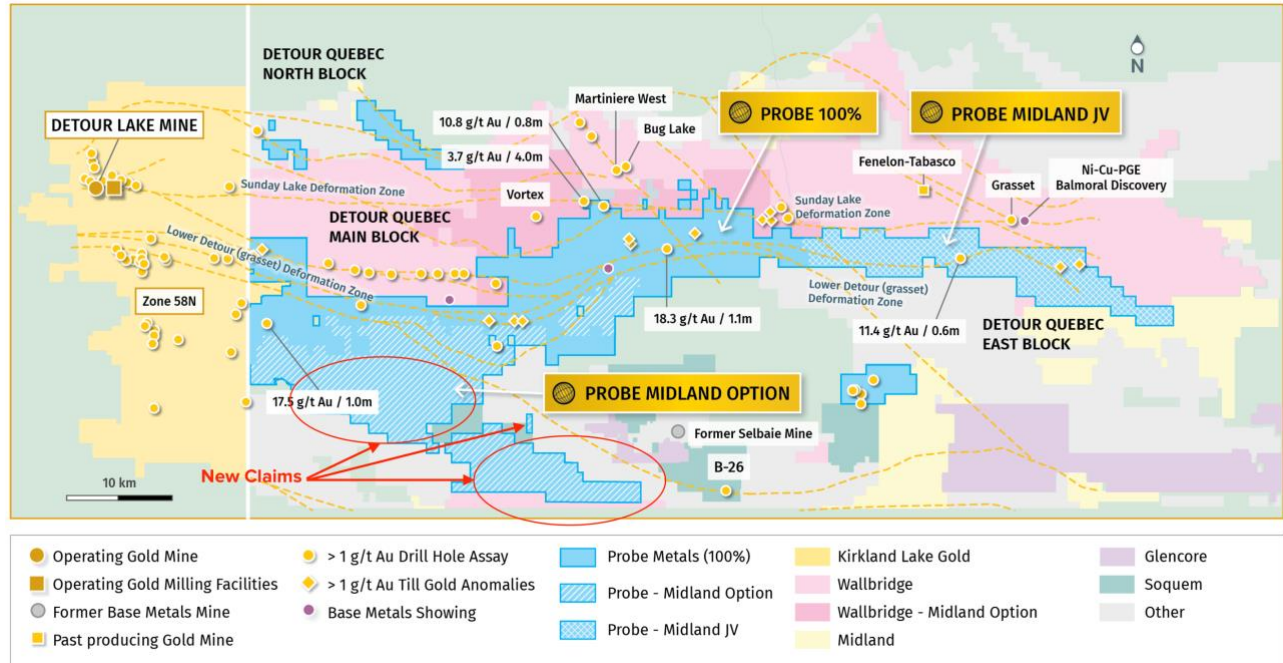 DETOUR QUEBEC
NORTH BLOCK
N
Martiniere West
DETOUR LAKE MINE
10.8 g/t Au / 0.8m
Bug Lake
PROBE 100%
PROBE MIDLAND JV
3.7 g/t Au / 4.0m
Fenelon-Tabasco
Ni-Cu-PGE
Balmoral Discovery
Sunday Lake Deformation Zone
Vortex
Grasset
Sunday Lake
Deformation Zone
DETOUR QUEBEC
MAIN BLOCK
Lower Detour (grasset) Deformation Zone
Lower Detour (grasset)
Deformation Zone
Zone 58N
18.3 g/t Au / 1.1m
11.4 g/t Au / 0.6m
DETOUR QUEBEC
EAST BLOCK
PROBE MIDLAND OPTION
17.5 g/t Au / 1.0m
Former Selbaie Mine
New Claims
B-26
10 km
Operating Gold Mine
Operating Gold Milling Facilities
Former Base Metals Mine
Past producing Gold Mine
> 1 g/t Au Drill Hole Assay
> 1 g/t Au Till Gold Anomalies
Base Metals Showing
Probe Metals (100%)
Probe - Midland Option
Probe - Midland JV
Kirkland Lake Gold
Wallbridge
Wallbridge - Midland Option
Midland
Glencore
Soquem
Other